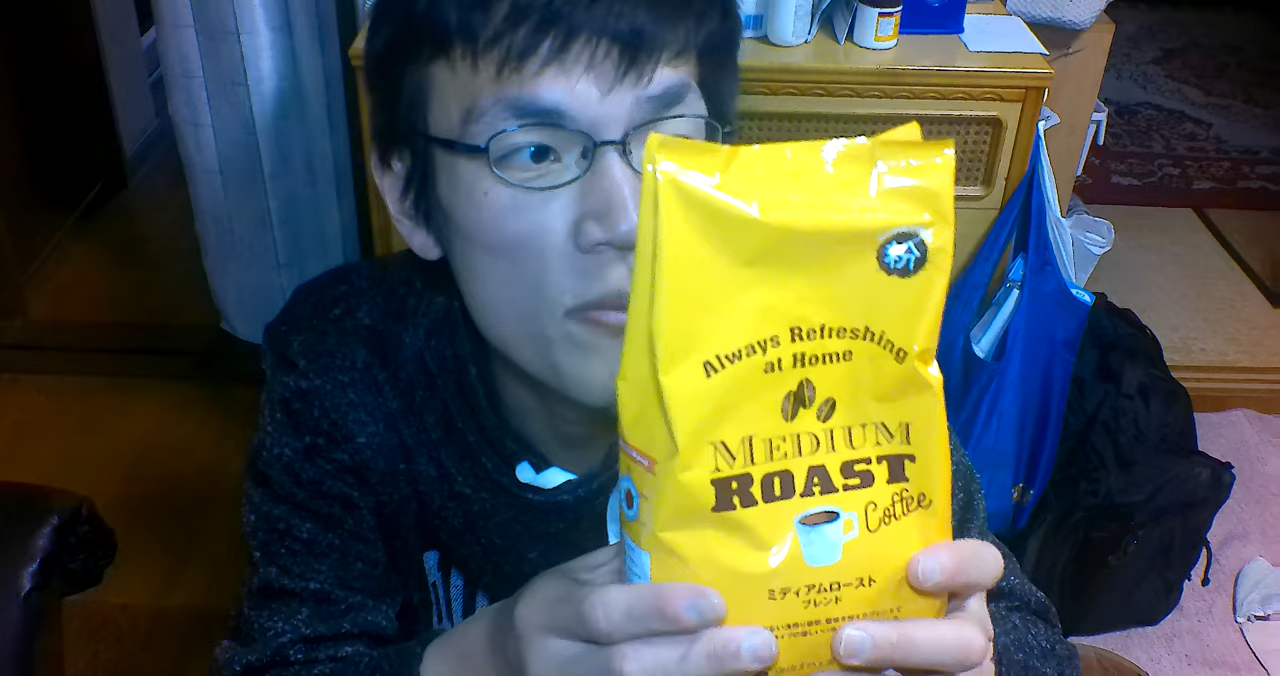 粉
Always Refreshing
at Home
MEDIUM
ROAST
Coffee
ミディアムロースト
ブレンド